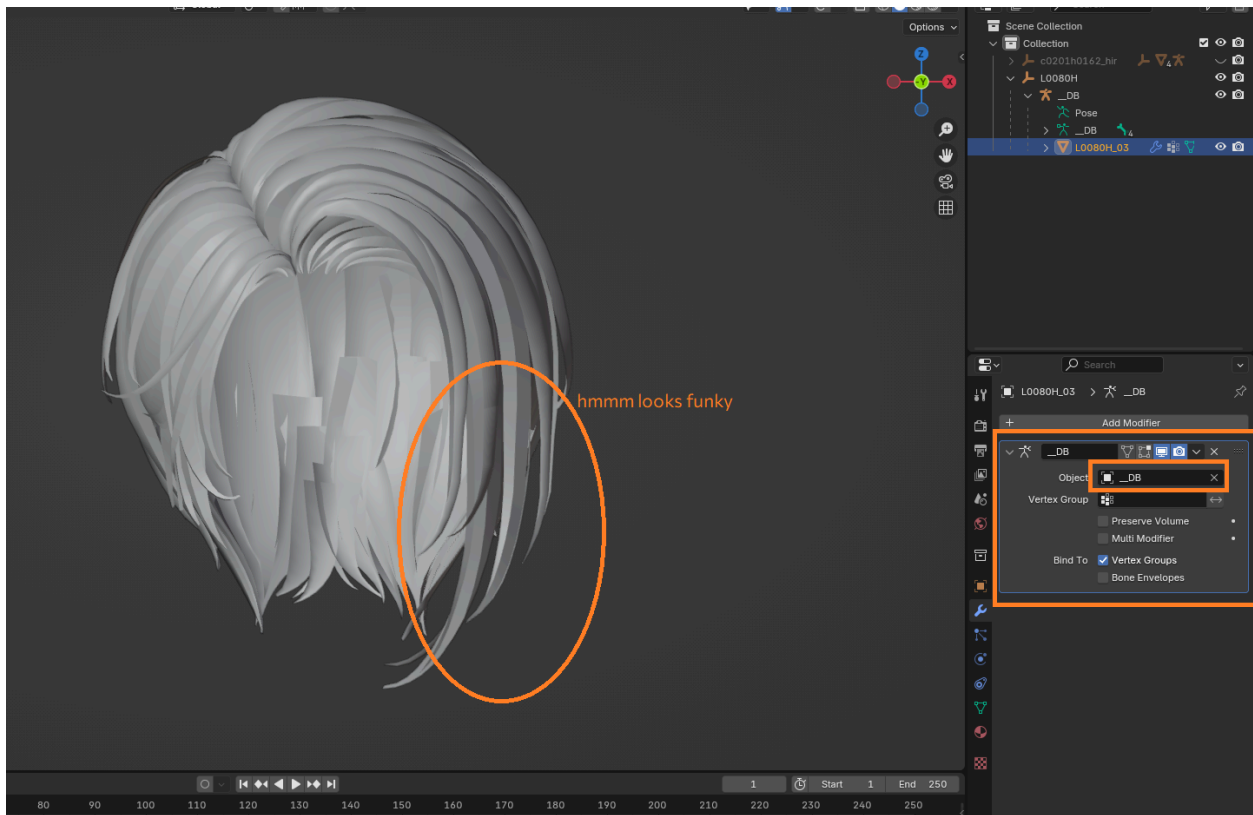 Options
Scene Collection
Collection
c0201h0162_hir
4
L0080H
__DB
Pose
__DB
4
L0080H_03
Z
-Y
X
hmmm looks funky
Search
L0080H_03 > __DB
+ Add Modifier
__DB
Object __DB
Vertex Group
Preserve Volume
Multi Modifier
Bind To Vertex Groups
Bone Envelopes
1 Start 1 End 250
80 90 100 110 120 130 140 150 160 170 180 190 200 210 220 230 240 250